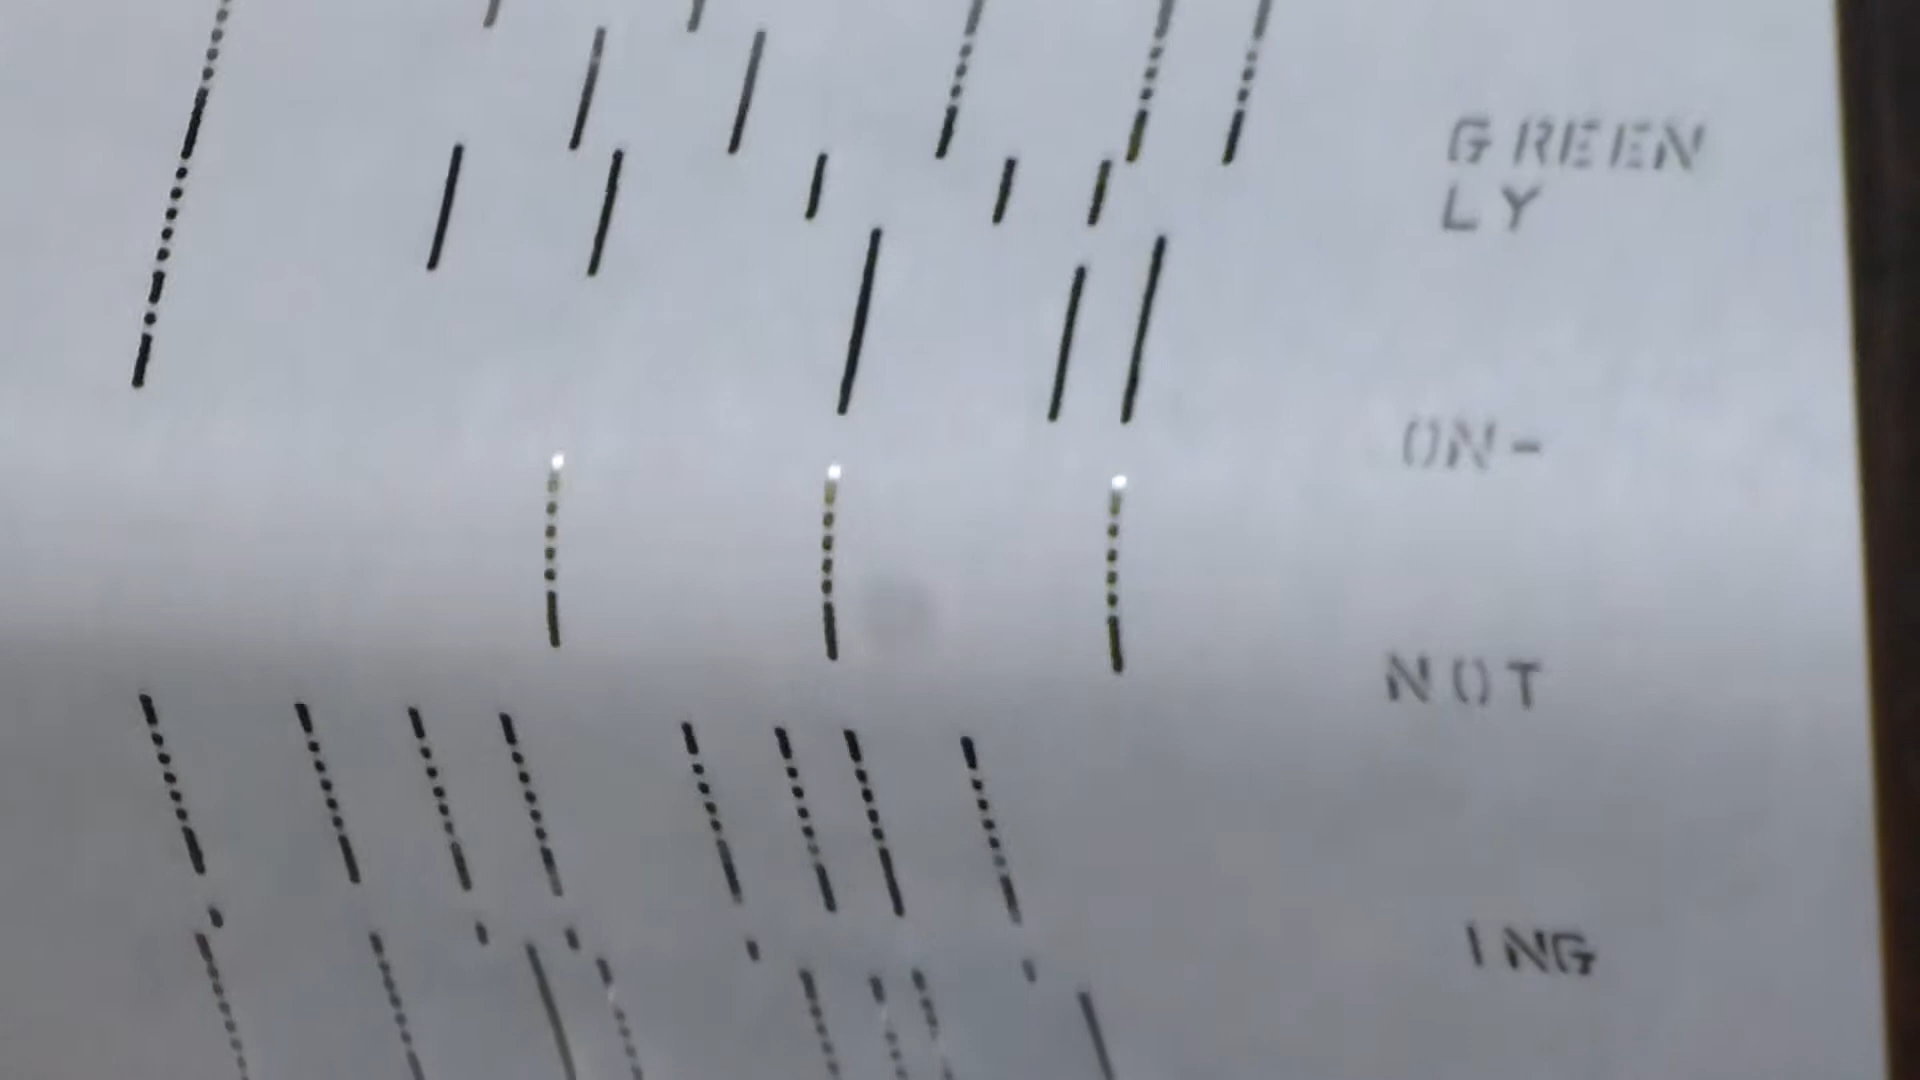 GREEN
LY
ON-
NOT
ING